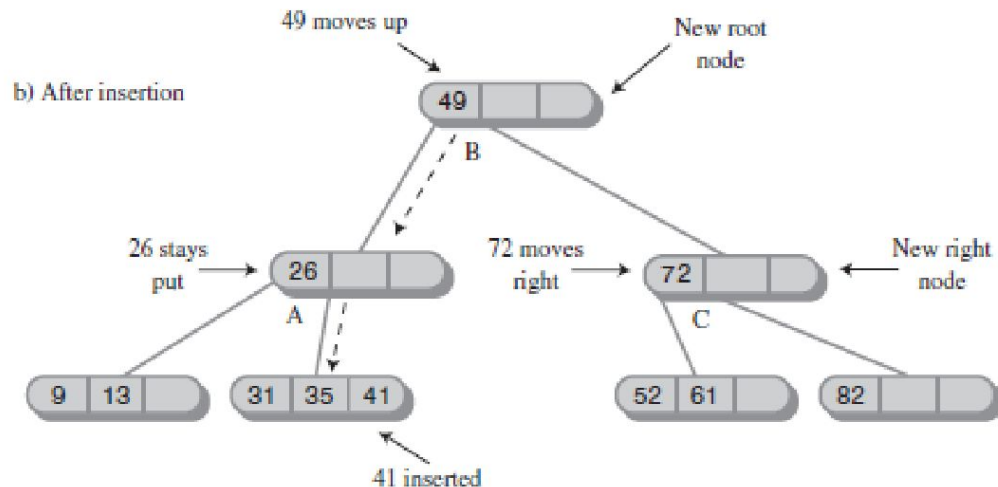 49 moves up
New root
node
b) After insertion
49
B
26 stays
put
26
72 moves
right
72
New right
node
A
C
9 13
31 35 41
52 61
82
41 inserted